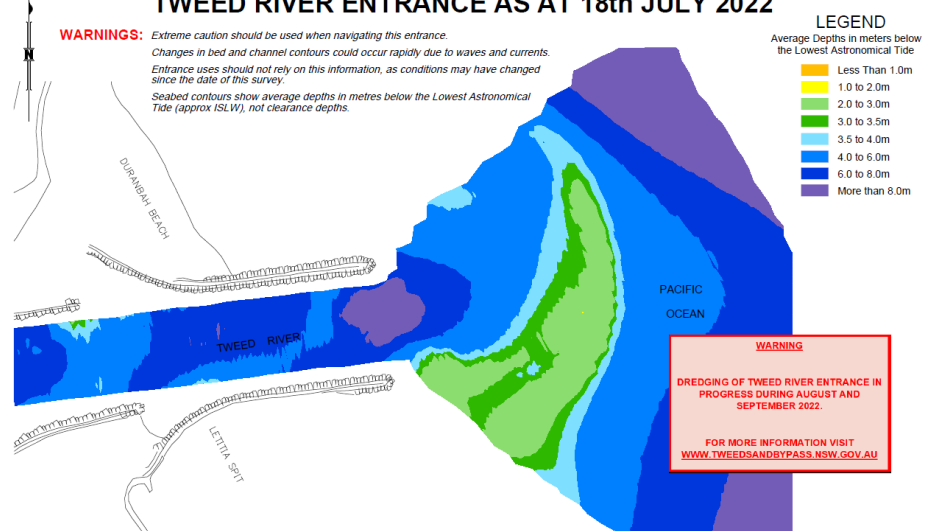 TWEED RIVER ENTRANCE AS AT 18th JULY 2022
WARNINGS: Extreme caution should be used when navigating this entrance.
Changes in bed and channel contours could occur rapidly due to waves and currents.
Entrance uses should not rely on this information, as conditions may have changed
since the date of this survey.
Seabed contours show average depths in metres below the Lowest Astronomical
Tide (approx ISLW), not clearance depths.
N
LEGEND
Average Depths in meters below
the Lowest Astronomical Tide
Less Than 1.0m
1.0 to 2.0m
2.0 to 3.0m
3.0 to 3.5m
3.5 to 4.0m
4.0 to 6.0m
6.0 to 8.0m
More than 8.0m
DURANBAH BEACH
TWEED RIVER
LETITIA SPIT
PACIFIC
OCEAN
WARNING
DREDGING OF TWEED RIVER ENTRANCE IN
PROGRESS DURING AUGUST AND
SEPTEMBER 2022.
FOR MORE INFORMATION VISIT
WWW.TWEEDSANDBYPASS.NSW.GOV.AU